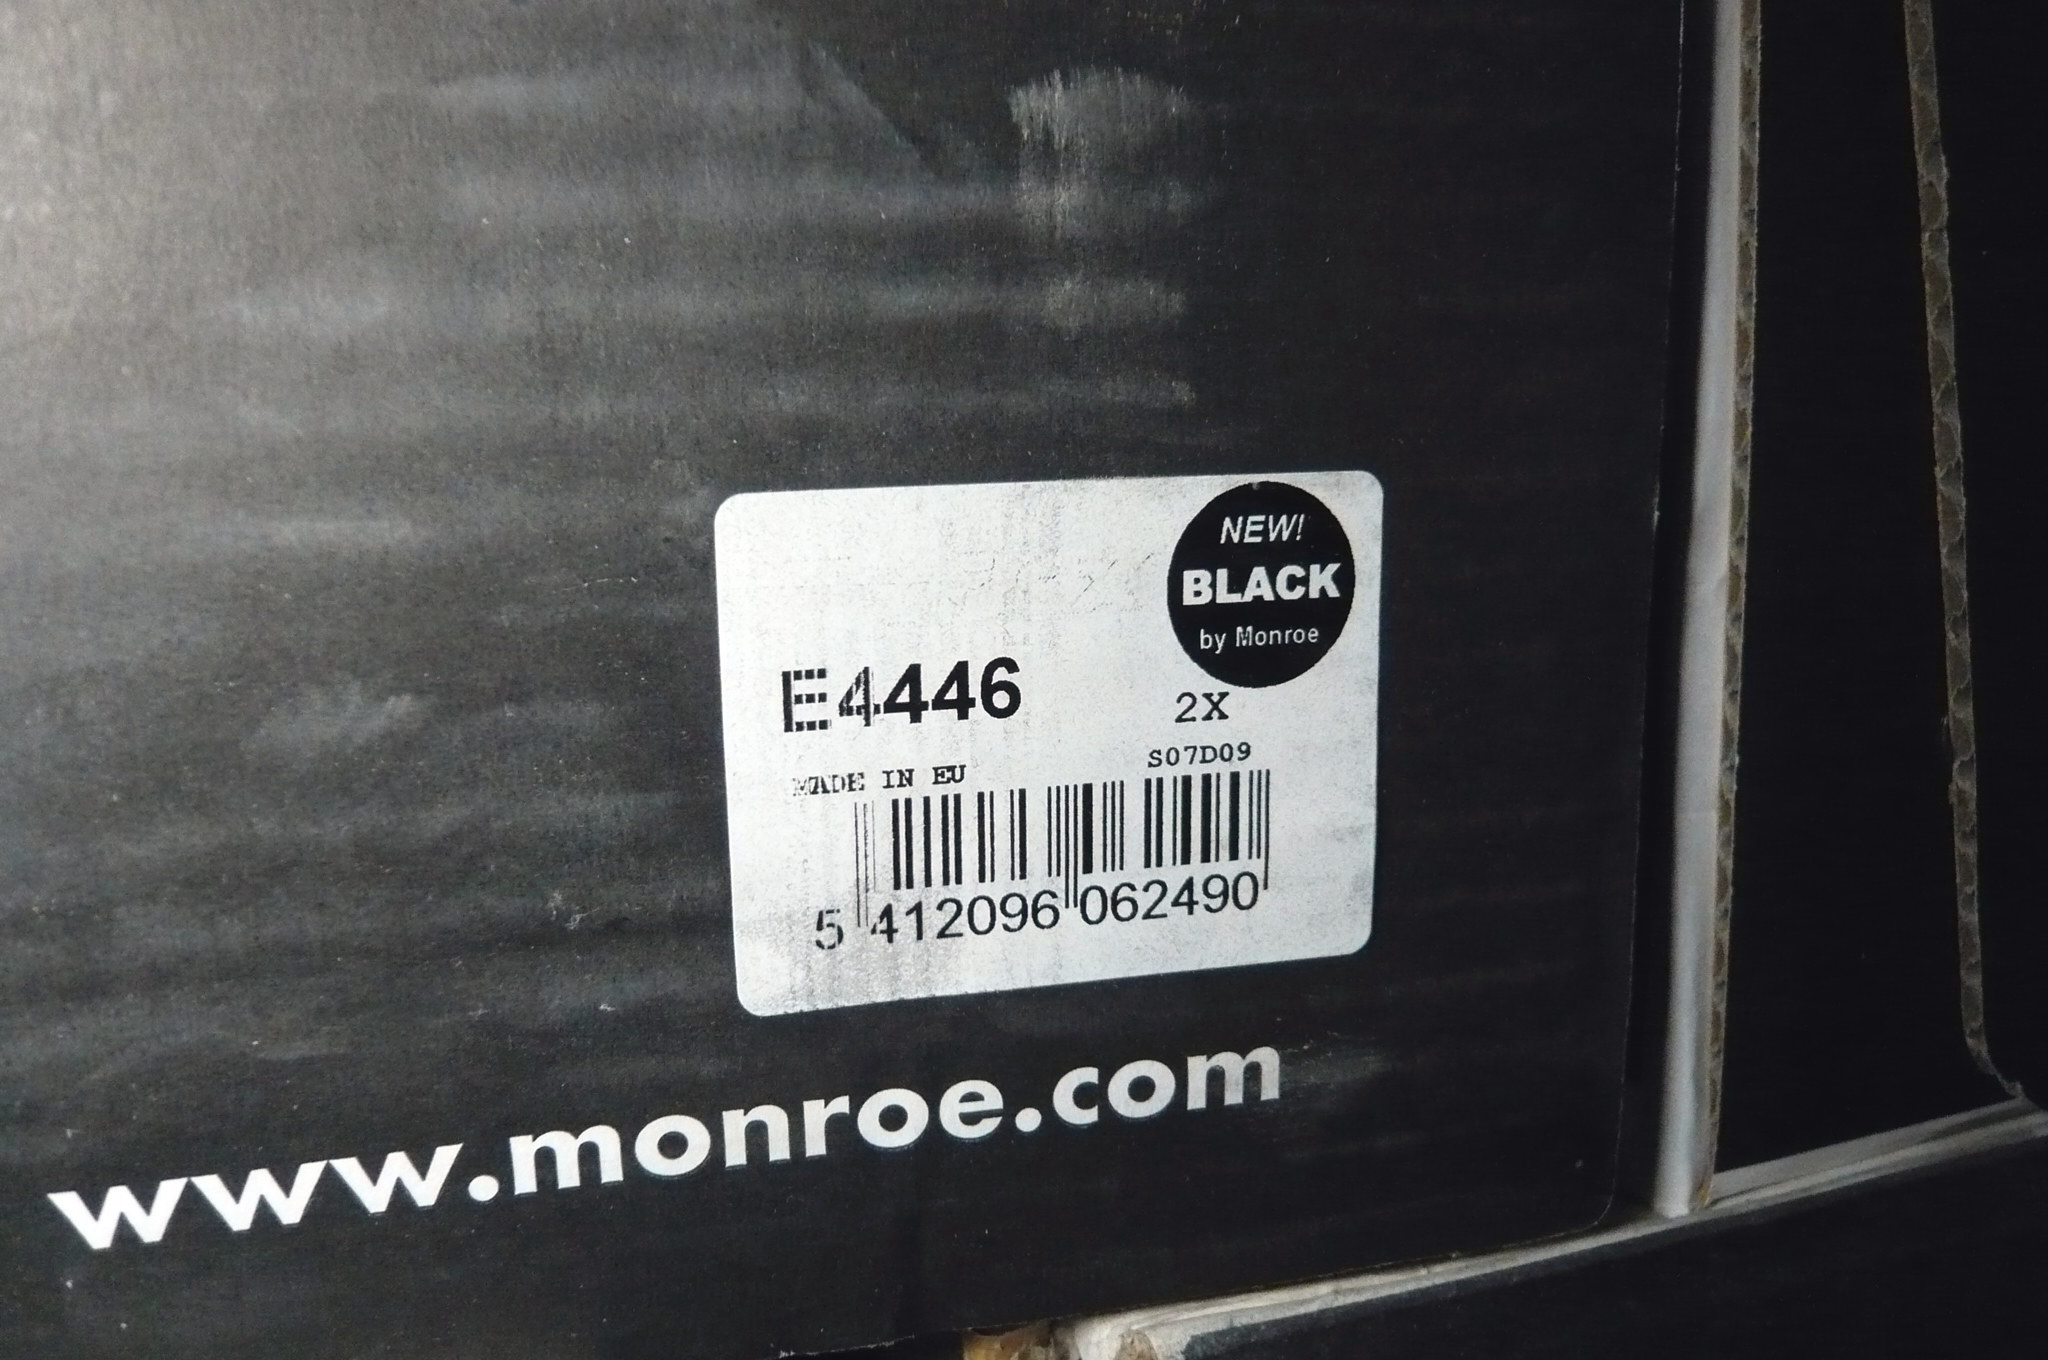 NEW!
BLACK
by Monroe
E4446
2X
MADE IN EU
S07D09
5 412096 062490
www.monroe.com